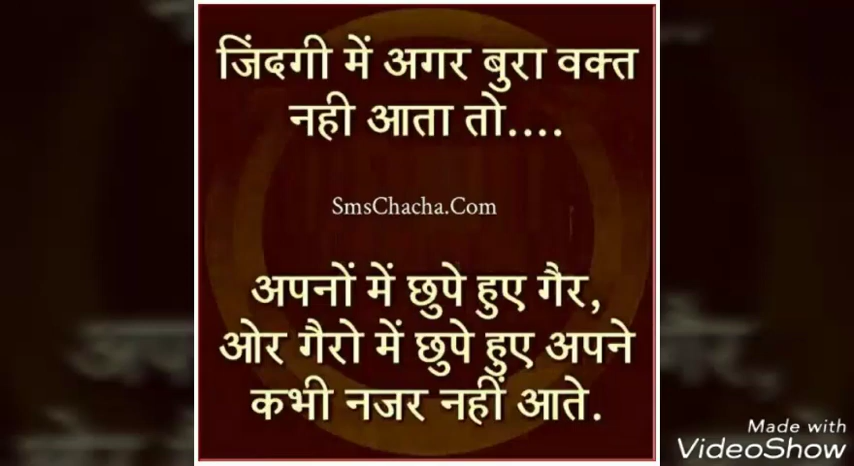 जिंदगी में अगर बुरा वक्त
नही आता तो....
SmsChacha.Com
अपनों में छुपे हुए गैर,
ओर गैरो में छुपे हुए अपने
कभी नजर नहीं आते.
Made with
VideoShow